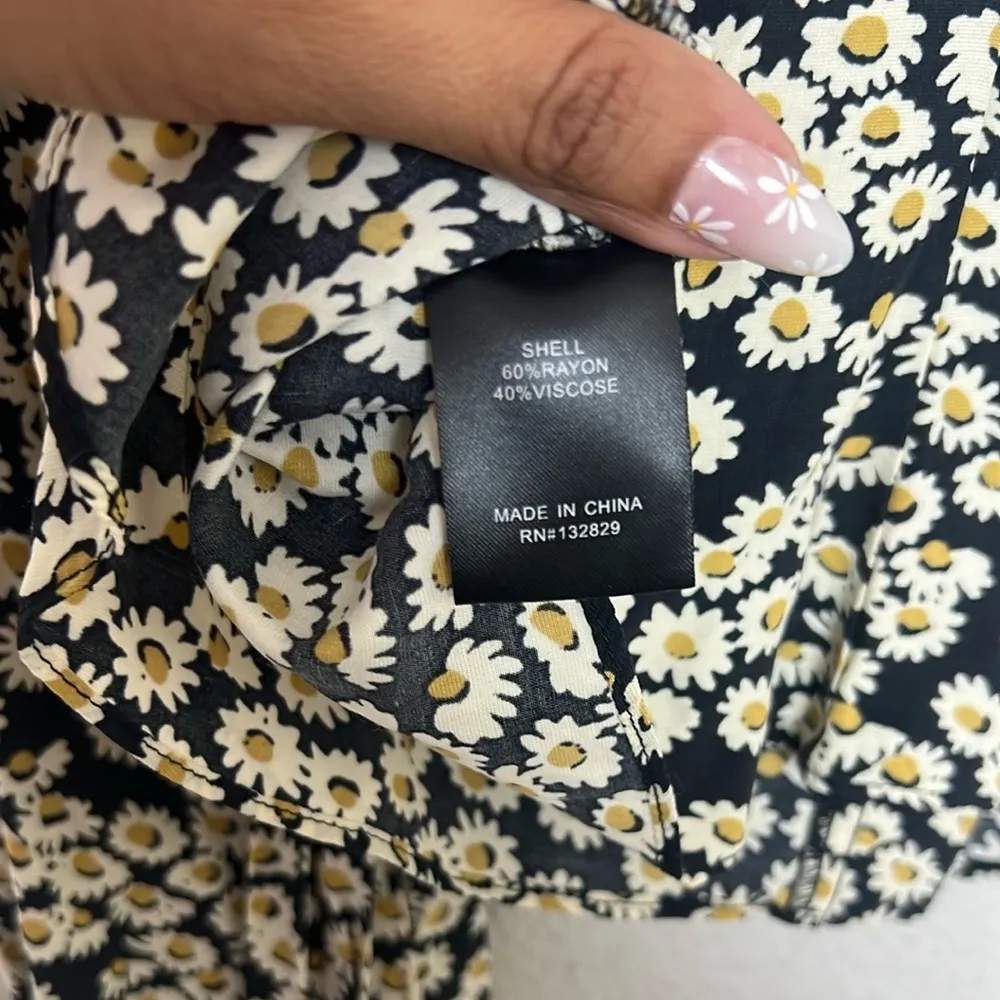 SHELL
60%RAYON
40%VISCOSE
MADE IN CHINA
RN#132829